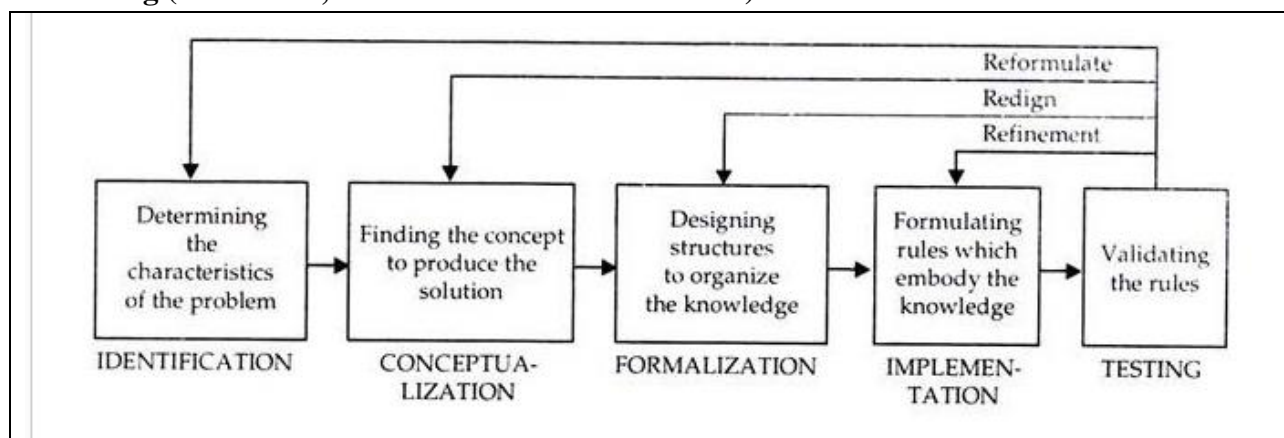 Reformulate
Redign
Refinement
Determining
the
characteristics
of the problem
Finding the concept
to produce the
solution
Designing
structures
to organize
the knowledge
Formulating
rules which
embody the
knowledge
Validating
the rules
IDENTIFICATION
CONCEPTUA-
LIZATION
FORMALIZATION
IMPLEMEN-
TATION
TESTING